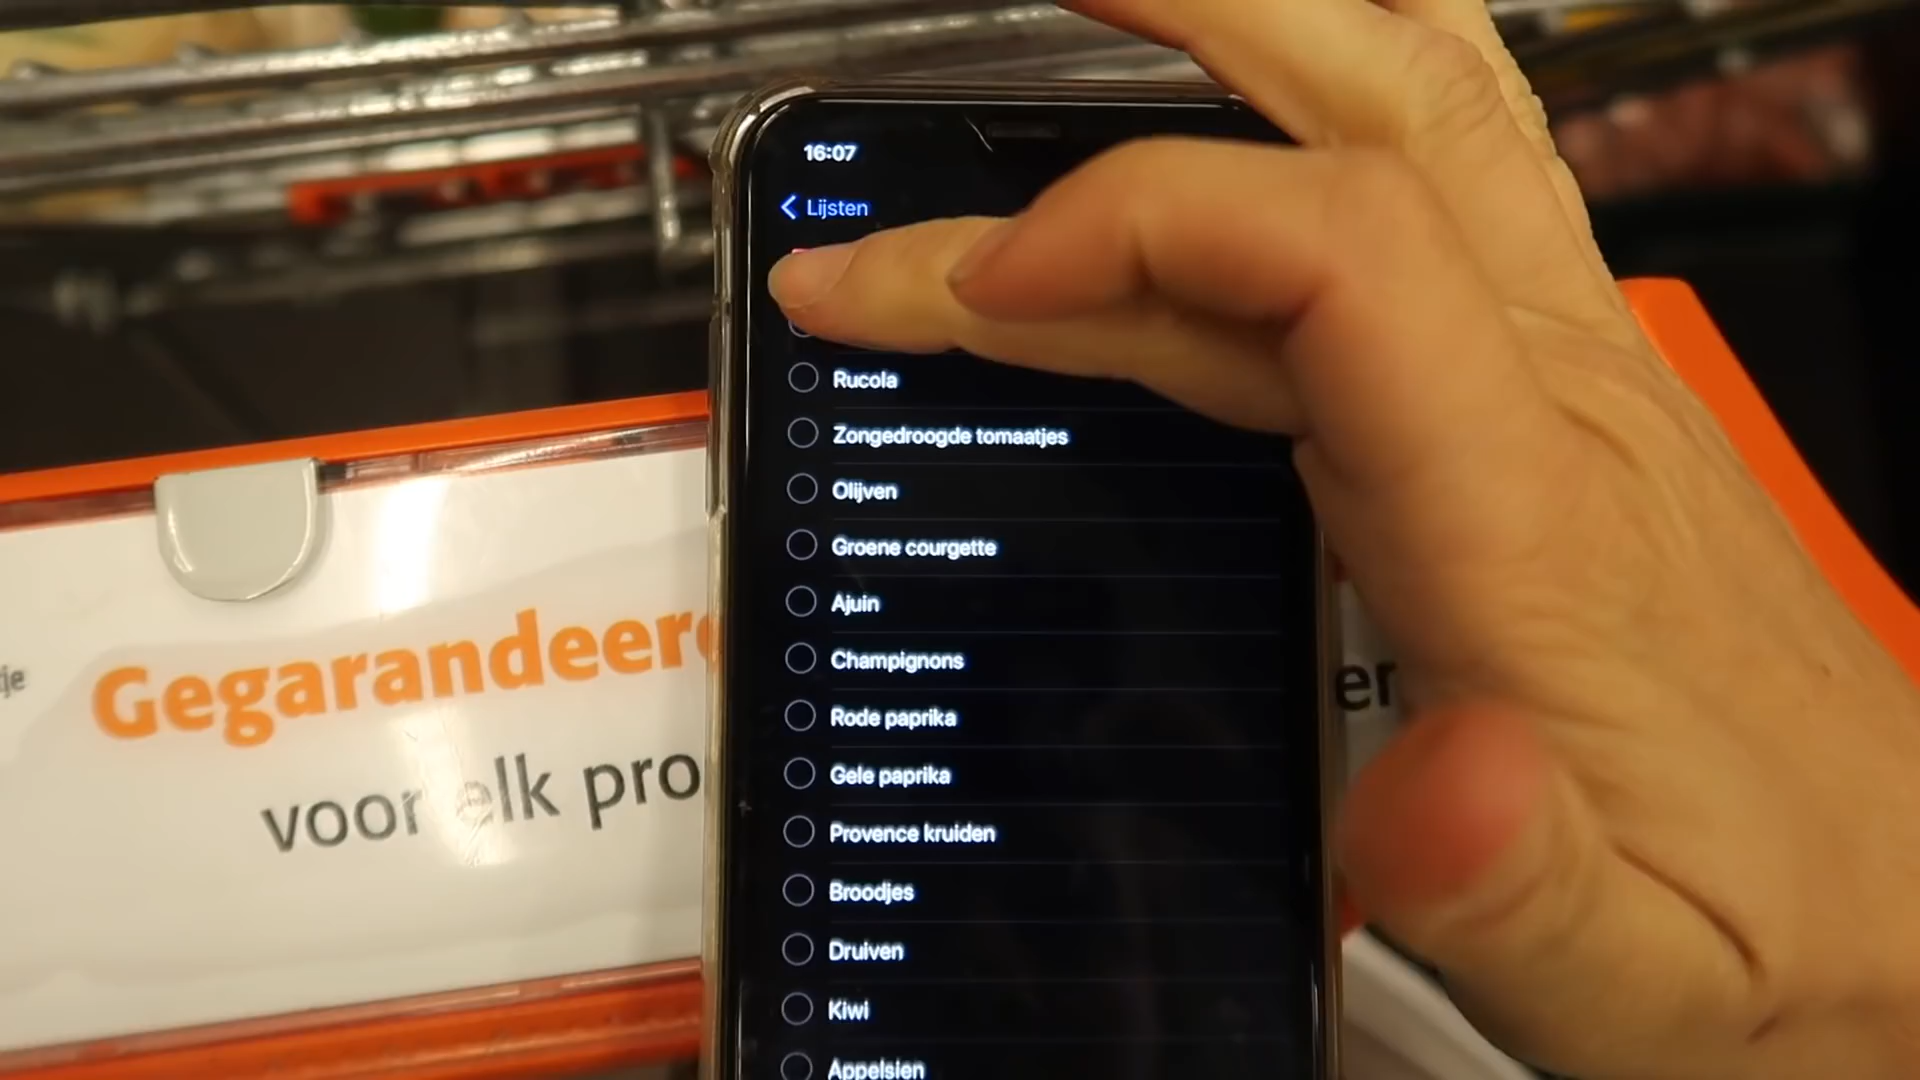 16:07
Lijsten
Rucola
Zongedroogde tomaatjes
Olijven
Groene courgette
Ajuin
Champignons
Rode paprika
Gele paprika
Provence kruiden
Broodjes
Druiven
Kiwi
Appelsien
je
Gegarandeer
voor elk pro
er